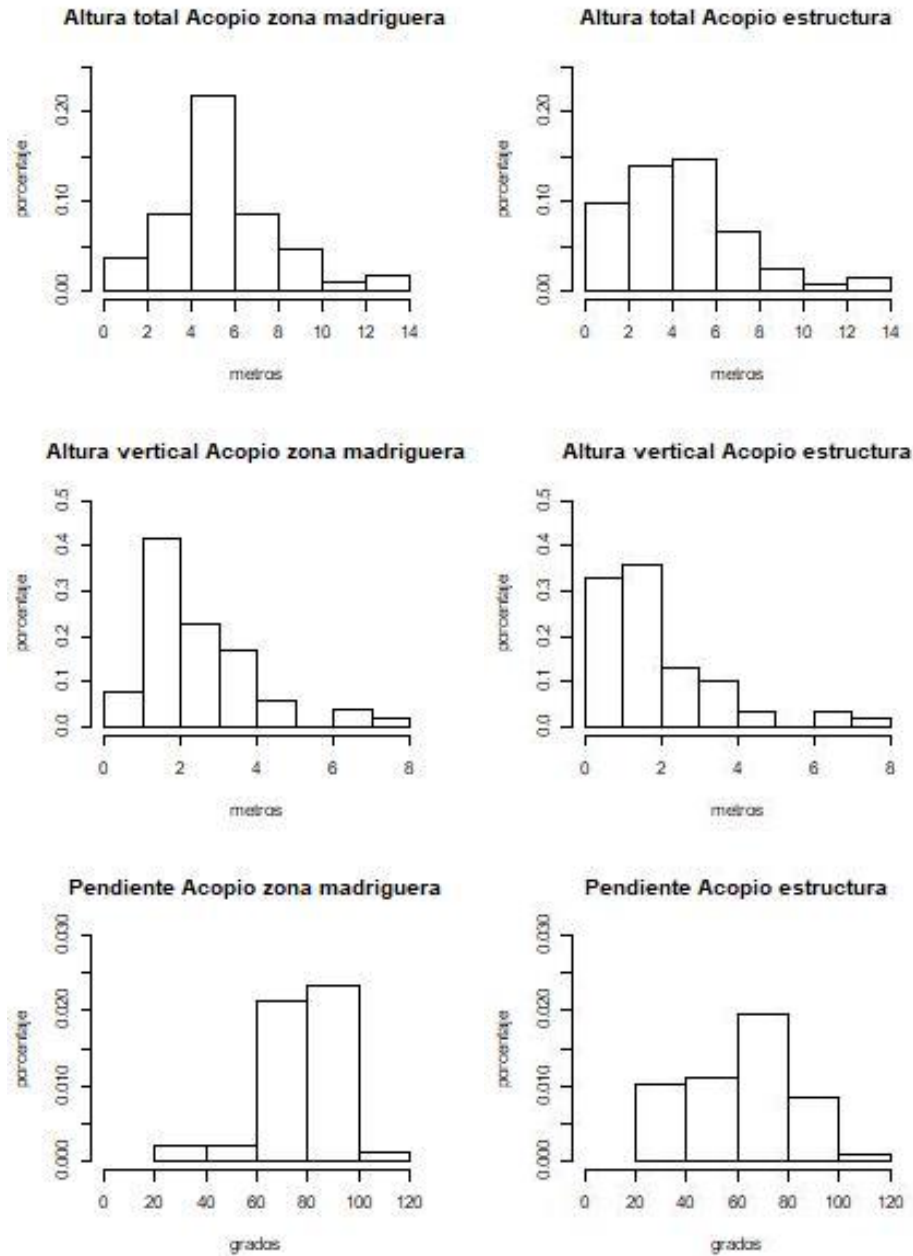 Altura total Acopio zona madriguera
0.00 0.10 0.20
porcentaje
0 2 4 6 8 10 12 14
metros
Altura total Acopio estructura
0.00 0.10 0.20
porcentaje
0 2 4 6 8 10 12 14
metros
Altura vertical Acopio zona madriguera
0.0 0.1 0.2 0.3 0.4 0.5
porcentaje
0 2 4 6 8
metros
Altura vertical Acopio estructura
0.0 0.1 0.2 0.3 0.4 0.5
porcentaje
0 2 4 6 8
metros
Pendiente Acopio zona madriguera
0.000 0.010 0.020 0.030
porcentaje
0 20 40 60 80 100 120
grados
Pendiente Acopio estructura
0.000 0.010 0.020 0.030
porcentaje
0 20 40 60 80 100 120
grados